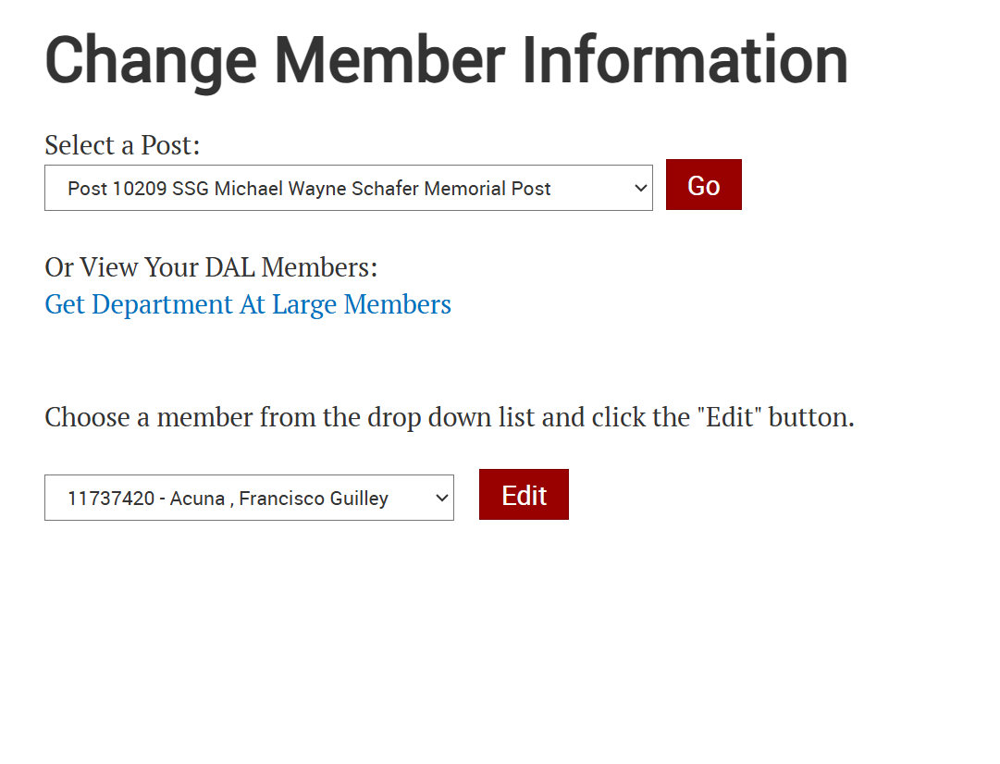 Change Member Information
Select a Post:
Post 10209 SSG Michael Wayne Schafer Memorial Post
Go
Or View Your DAL Members:
Get Department At Large Members
Choose a member from the drop down list and click the "Edit" button.
11737420 - Acuna , Francisco Guilley
Edit